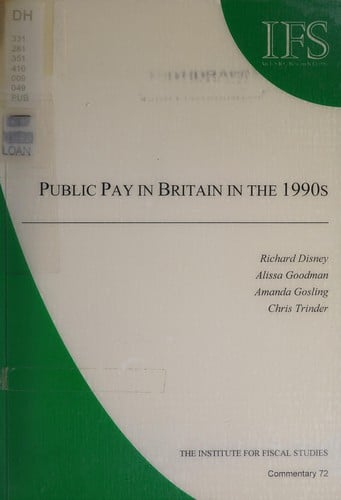 DH
331
281
351
410
009
049
PUB
LOAN
IFS
PUBLIC PAY IN BRITAIN IN THE 1990S
Richard Disney
Alissa Goodman
Amanda Gosling
Chris Trinder
THE INSTITUTE FOR FISCAL STUDIES
Commentary 72